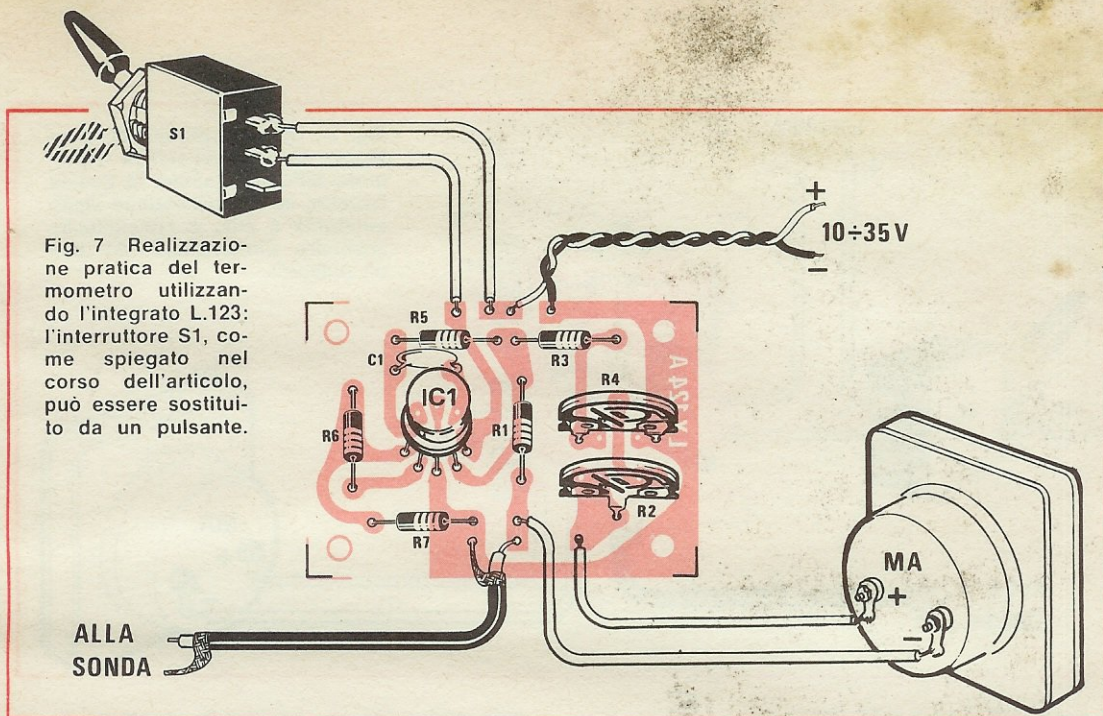 S1
Fig. 7 Realizzazio-
ne pratica del ter-
mometro utilizzan-
do l'integrato L.123:
l'interruttore S1, co-
me spiegato nel
corso dell'articolo,
può essere sostitui-
to da un pulsante.
+
10÷35 V
–
R5
R3
C1
IC1
R4
R6
R1
R2
R7
MA
+
–
ALLA
SONDA